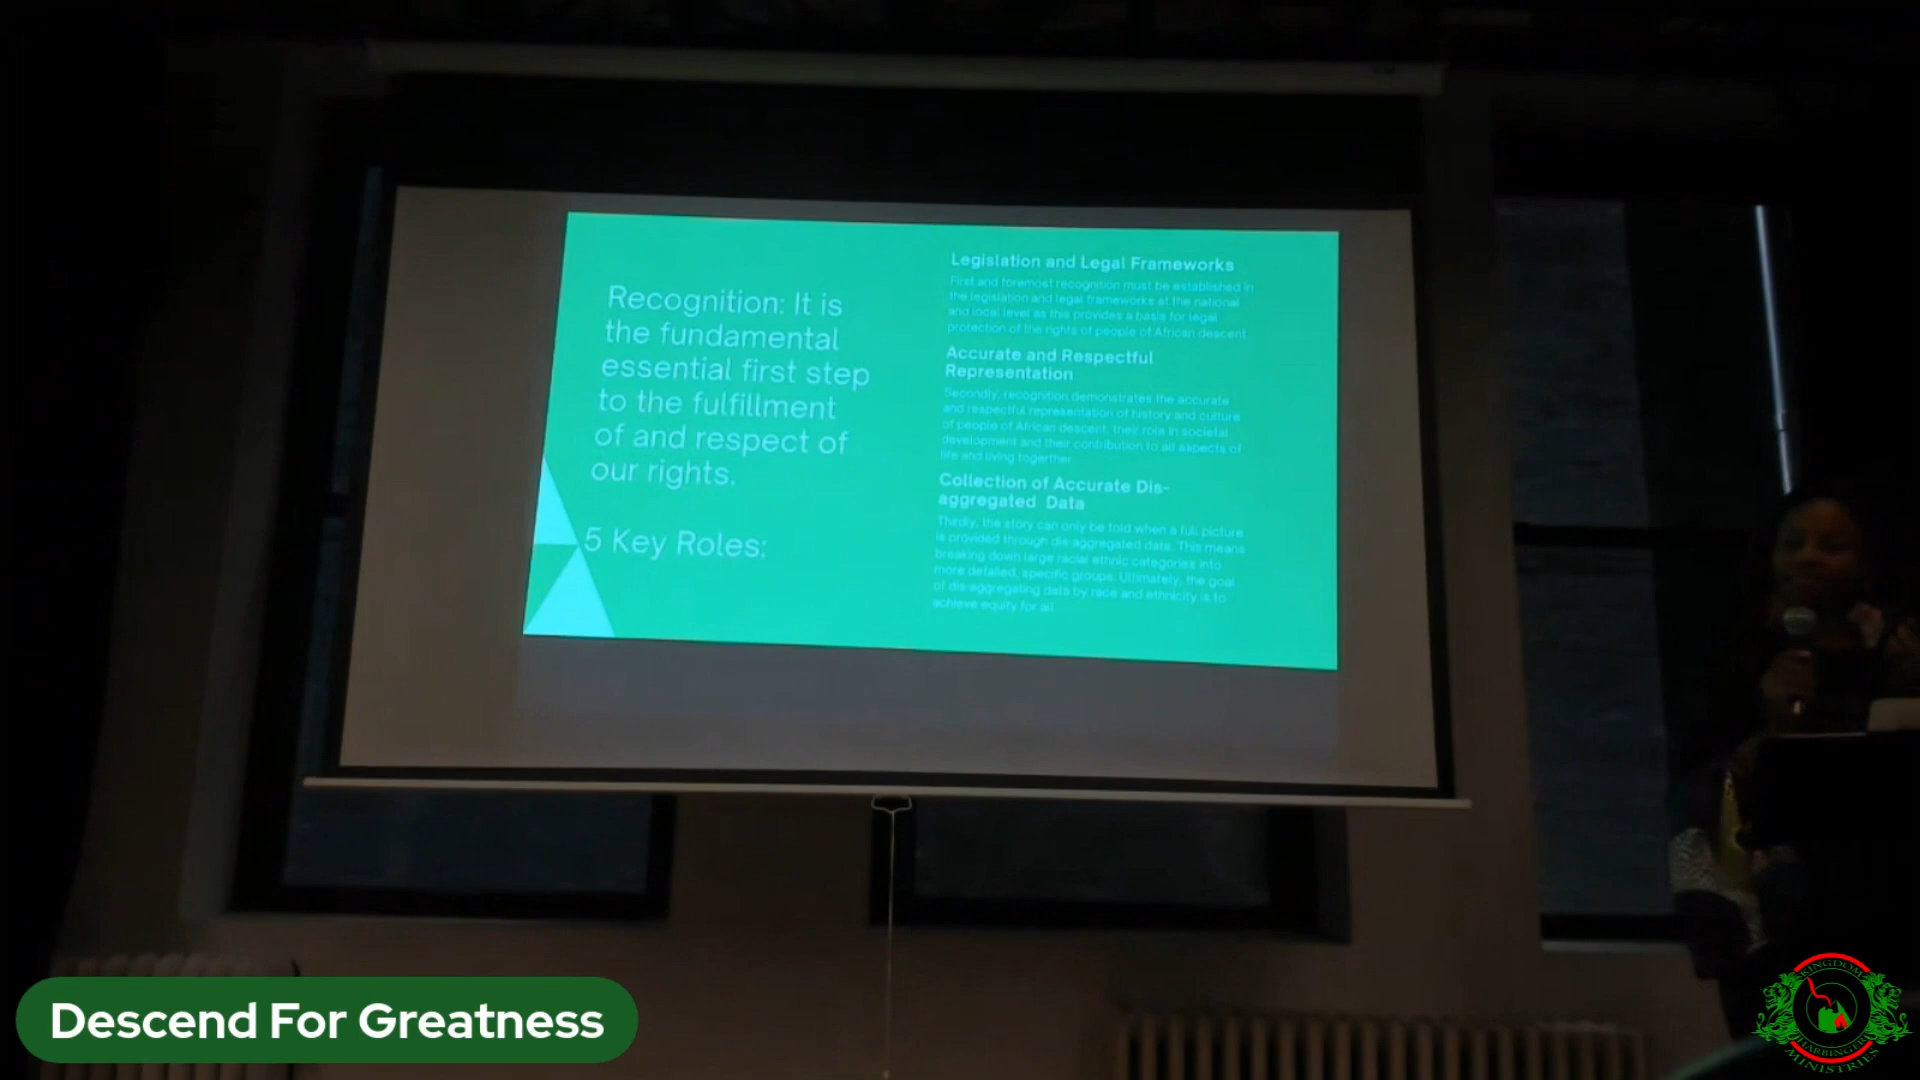 Recognition: It is
the fundamental
essential first step
to the fulfillment
of and respect of
our rights.
5 Key Roles:
Legislation and Legal Frameworks
First and foremost recognition must be established in
the legislation and legal frameworks at the national
and local level as this provides a basis for legal
protection of the rights of people of African descent.
Accurate and Respectful
Representation
Secondly, recognition demonstrates the accurate
and respectful representation of history and culture
of people of African descent, their role in societal
development and their contribution to all aspects of
life and living togerther.
Collection of Accurate Dis-
aggregated Data
Thirdly, the story can only be told when a full picture
is provided through dis-aggregated data. This means
breaking down large racial ethnic categories into
more detailed, specific groups. Ultimately, the goal
of dis-aggregating data by race and ethnicity is to
achieve equity for all.
Descend For Greatness
KINGDOM
HARBINGER
MINISTRIES